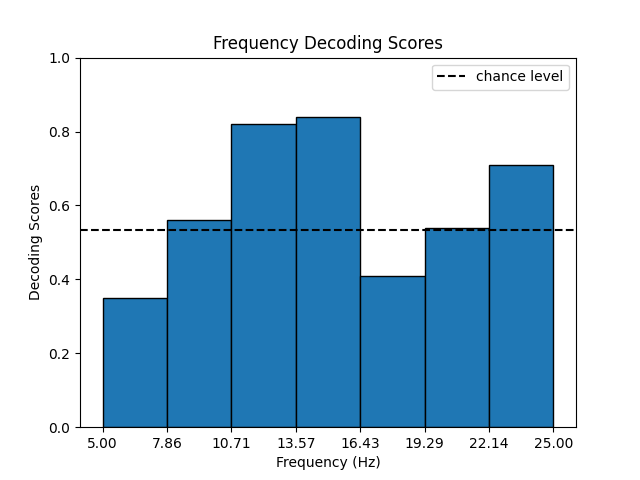 Frequency Decoding Scores
chance level
Decoding Scores
1.0
0.8
0.6
0.4
0.2
0.0
5.00 7.86 10.71 13.57 16.43 19.29 22.14 25.00
Frequency (Hz)